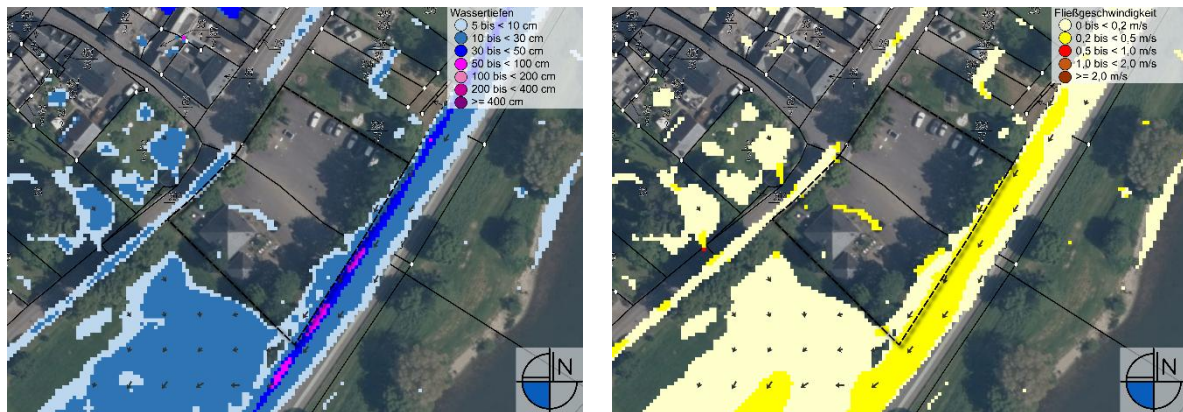 Wassertiefen
5 bis < 10 cm
10 bis < 30 cm
30 bis < 50 cm
50 bis < 100 cm
100 bis < 200 cm
200 bis < 400 cm
>= 400 cm
N
Fließgeschwindigkeit
0 bis < 0,2 m/s
0,2 bis < 0,5 m/s
0,5 bis < 1,0 m/s
1,0 bis < 2,0 m/s
>= 2,0 m/s
N